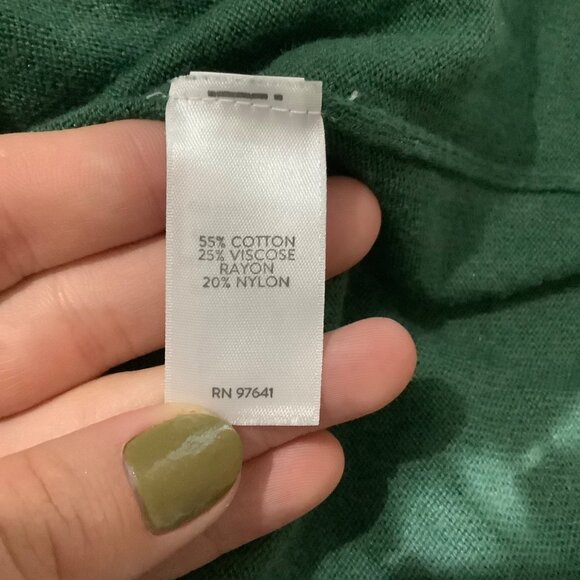 55% COTTON
25% VISCOSE
RAYON
20% NYLON
RN 97641